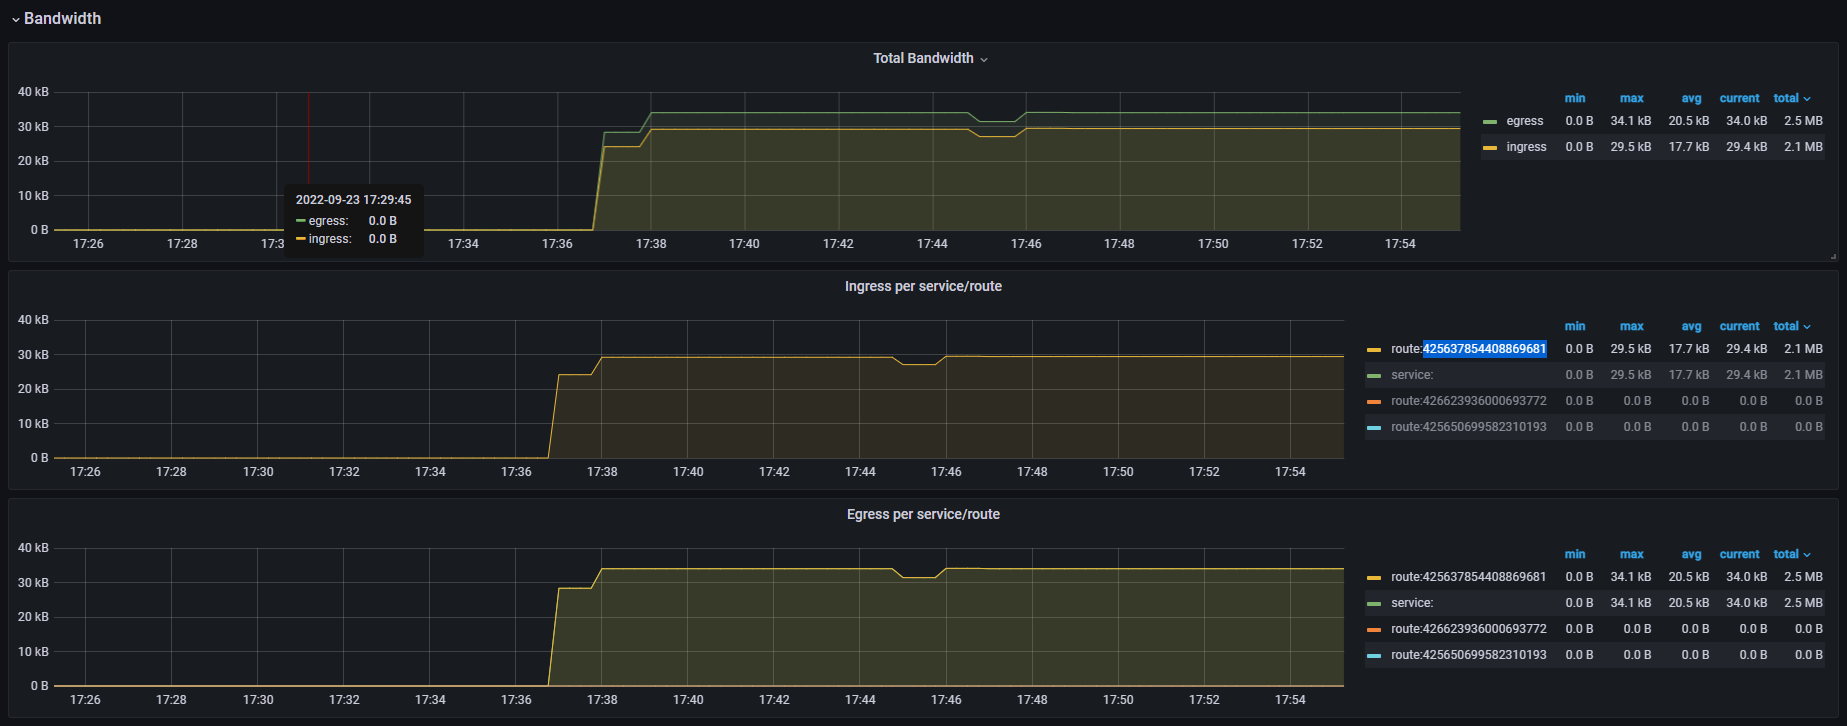 Bandwidth
Total Bandwidth
40 kB
30 kB
20 kB
10 kB
0 B
17:26 17:28 17:3 17:34 17:36 17:38 17:40 17:42 17:44 17:46 17:48 17:50 17:52 17:54
2022-09-23 17:29:45
egress: 0.0 B
ingress: 0.0 B
min max avg current total
egress 0.0 B 34.1 kB 20.5 kB 34.0 kB 2.5 MB
ingress 0.0 B 29.5 kB 17.7 kB 29.4 kB 2.1 MB
Ingress per service/route
40 kB
30 kB
20 kB
10 kB
0 B
17:26 17:28 17:30 17:32 17:34 17:36 17:38 17:40 17:42 17:44 17:46 17:48 17:50 17:52 17:54
min max avg current total
route:425637854408869681 0.0 B 29.5 kB 17.7 kB 29.4 kB 2.1 MB
service: 0.0 B 29.5 kB 17.7 kB 29.4 kB 2.1 MB
route:426623936000693772 0.0 B 0.0 B 0.0 B 0.0 B 0.0 B
route:425650699582310193 0.0 B 0.0 B 0.0 B 0.0 B 0.0 B
Egress per service/route
40 kB
30 kB
20 kB
10 kB
0 B
17:26 17:28 17:30 17:32 17:34 17:36 17:38 17:40 17:42 17:44 17:46 17:48 17:50 17:52 17:54
min max avg current total
route:425637854408869681 0.0 B 34.1 kB 20.5 kB 34.0 kB 2.5 MB
service: 0.0 B 34.1 kB 20.5 kB 34.0 kB 2.5 MB
route:426623936000693772 0.0 B 0.0 B 0.0 B 0.0 B 0.0 B
route:425650699582310193 0.0 B 0.0 B 0.0 B 0.0 B 0.0 B